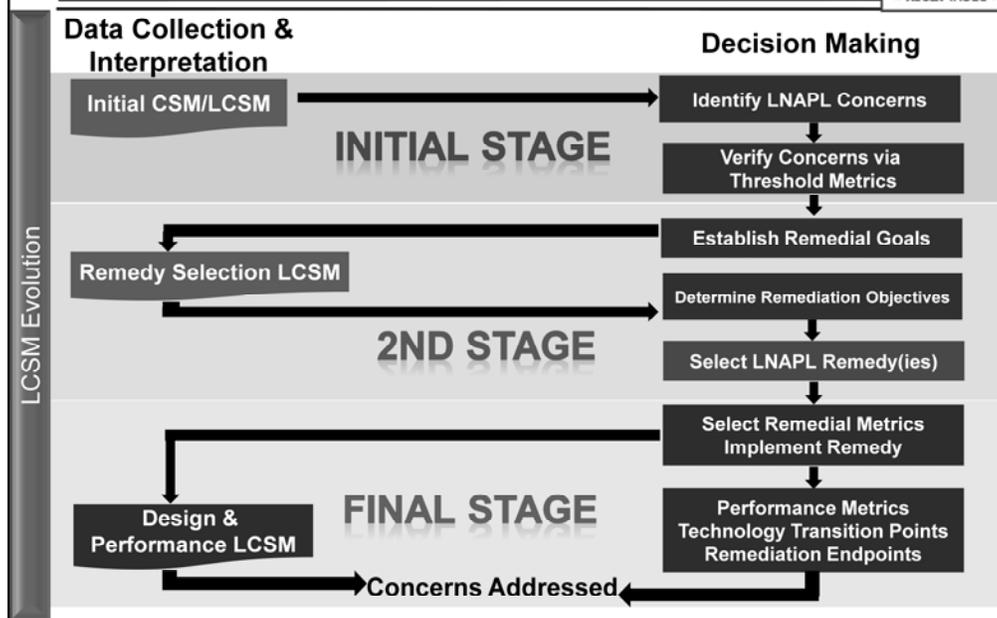 Data Collection &
Interpretation
Decision Making
LCSM Evolution
Initial CSM/LCSM
Identify LNAPL Concerns
INITIAL STAGE
Verify Concerns via
Threshold Metrics
Establish Remedial Goals
Remedy Selection LCSM
Determine Remediation Objectives
2ND STAGE
Select LNAPL Remedy(ies)
Select Remedial Metrics
Implement Remedy
FINAL STAGE
Design &
Performance LCSM
Performance Metrics
Technology Transition Points
Remediation Endpoints
Concerns Addressed